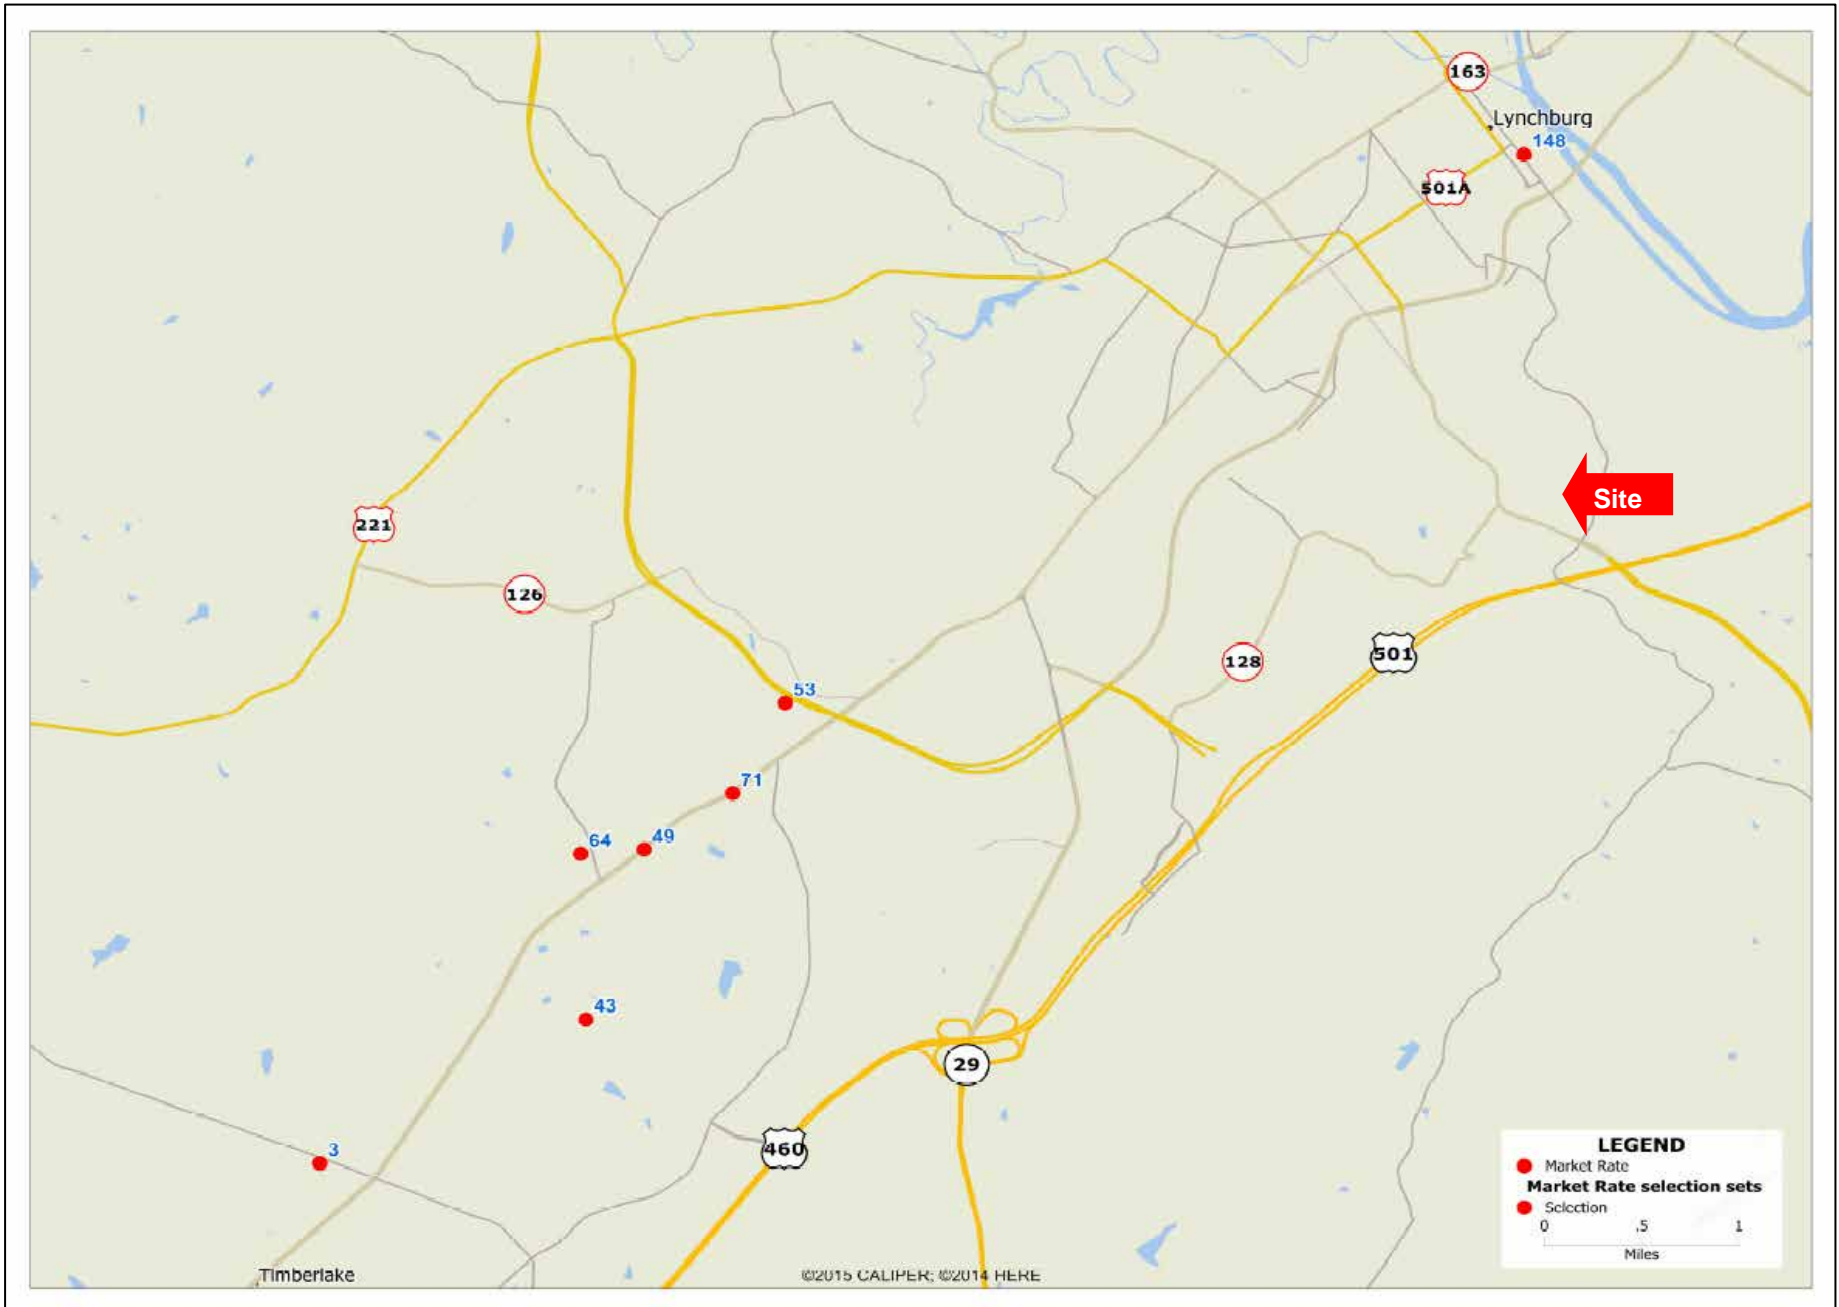 163
Lynchburg
148
501A
Site
221
126
128
501
53
71
64
49
43
29
3
460
LEGEND
Market Rate
Market Rate selection sets
Selection
0 .5 1
Miles
Timberlake
©2015 CALIPER; ©2014 HERE